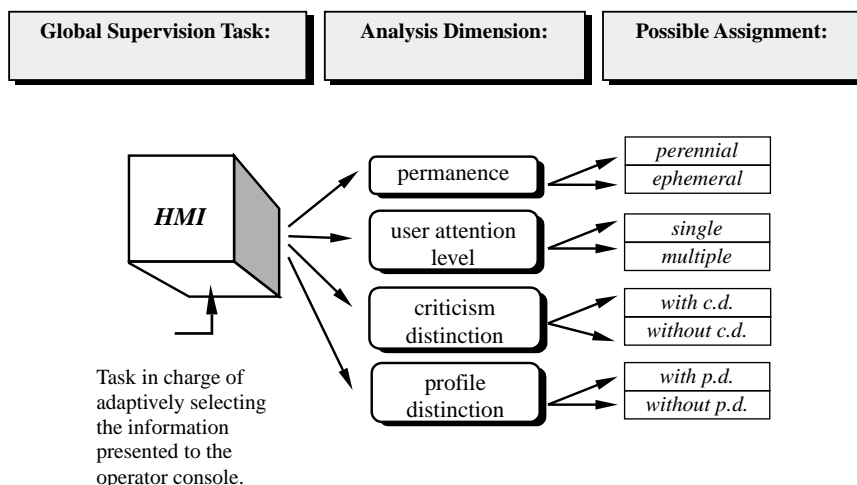 Global Supervision Task:
Analysis Dimension:
Possible Assignment:
HMI
Task in charge of
adaptively selecting
the information
presented to the
operator console.
permanence
perennial
ephemeral
user attention
level
single
multiple
criticism
distinction
with c.d.
without c.d.
profile
distinction
with p.d.
without p.d.